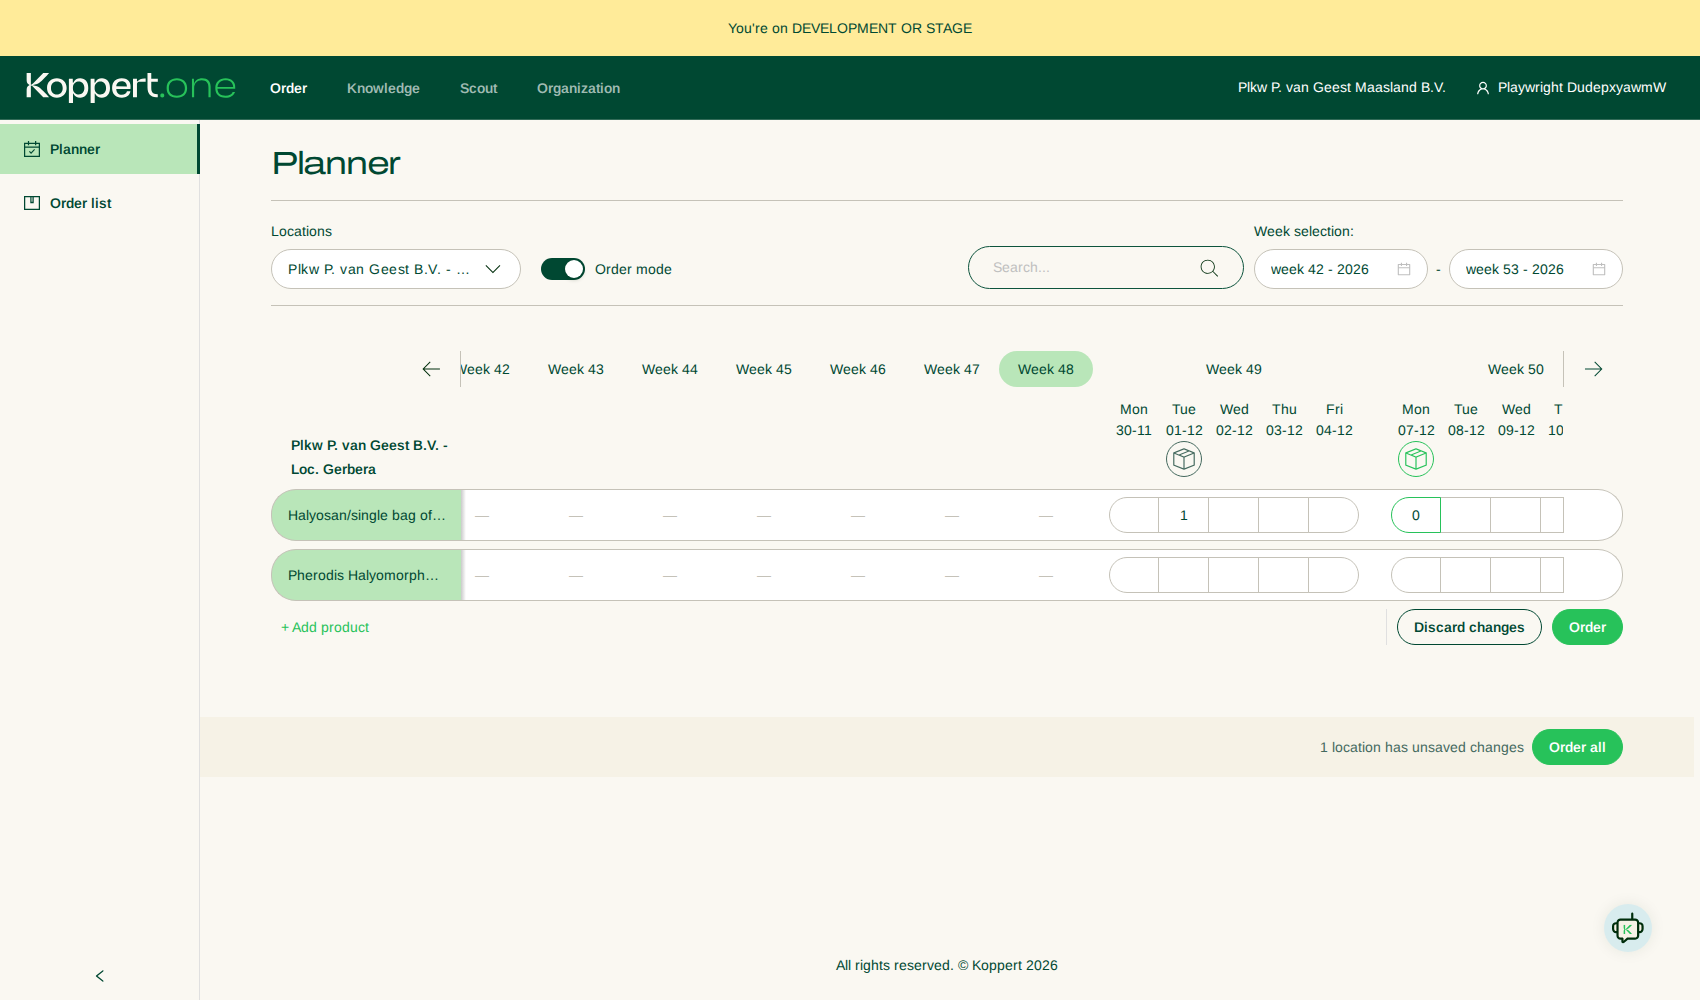 You're on DEVELOPMENT OR STAGE
Koppert.one
Order
Knowledge
Scout
Organization
Plkw P. van Geest Maasland B.V.
Playwright DudepxyawmW
Planner
Order list
Planner
Locations
Week selection:
Plkw P. van Geest B.V. - ...
Order mode
Search...
week 42 - 2026
-
week 53 - 2026
Week 42
Week 43
Week 44
Week 45
Week 46
Week 47
Week 48
Week 49
Week 50
Mon Tue Wed Thu Fri Mon Tue Wed T
30-11 01-12 02-12 03-12 04-12 07-12 08-12 09-12 10
Plkw P. van Geest B.V. -
Loc. Gerbera
Halyosan/single bag of... — — — — — — — 1 0
Pherodis Halyomorph... — — — — — — —
+ Add product
Discard changes
Order
1 location has unsaved changes
Order all
All rights reserved. © Koppert 2026